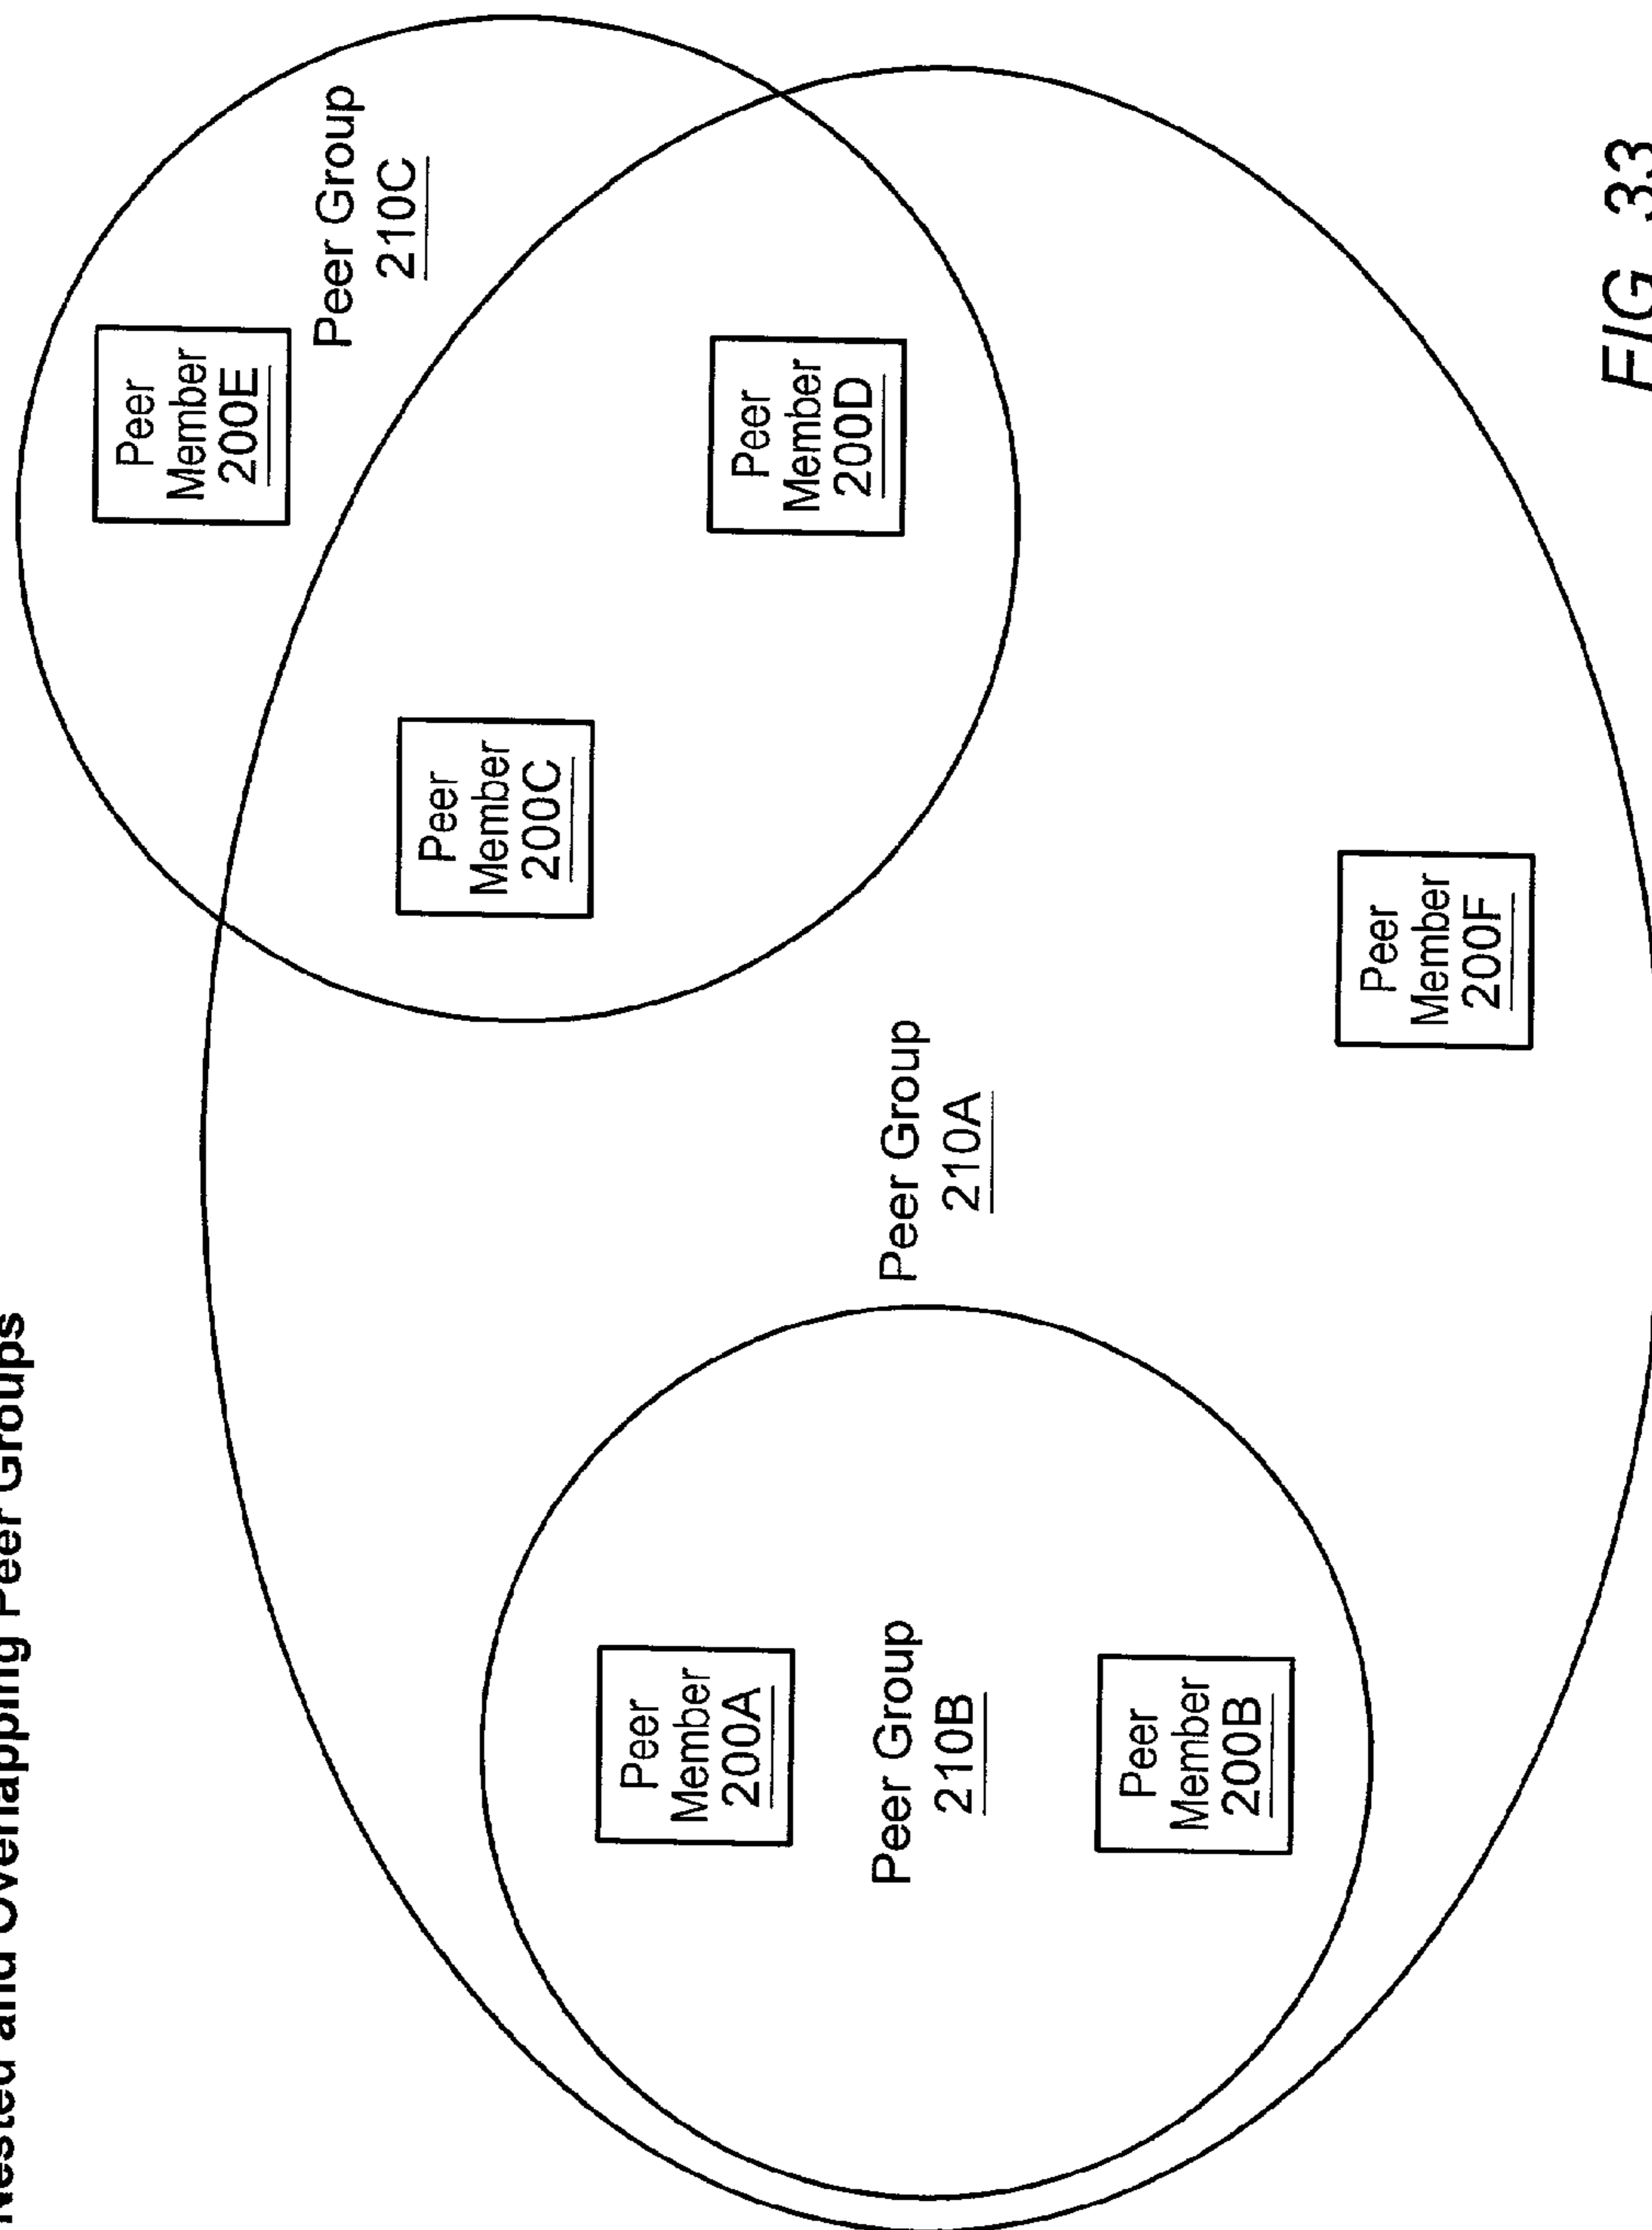 Nested and Overlapping Peer Groups
Peer
Member
200E
Peer Group
210C
Peer
Member
200C
Peer
Member
200D
Peer
Member
200A
Peer Group
210B
Peer
Member
200B
Peer Group
210A
Peer
Member
200F
FIG 33